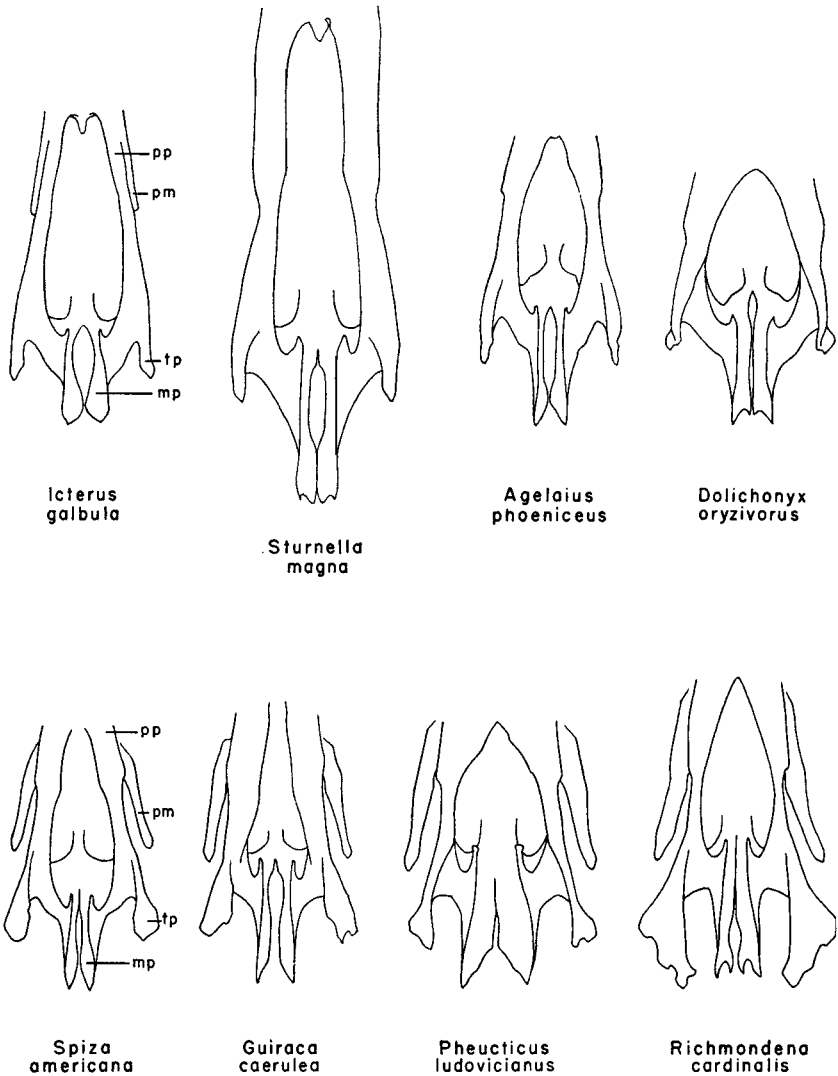 pp
pm
tp
mp
Icterus
galbula
.Sturnella
magna
Agelaius
phoeniceus
Dolichonyx
oryzivorus
pp
pm
tp
mp
Spiza
americana
Guiraca
caerulea
Pheucticus
ludovicianus
Richmondena
cardinalis